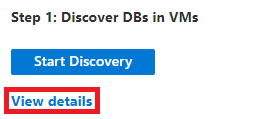 Step 1: Discover DBs in VMs
Start Discovery
View details